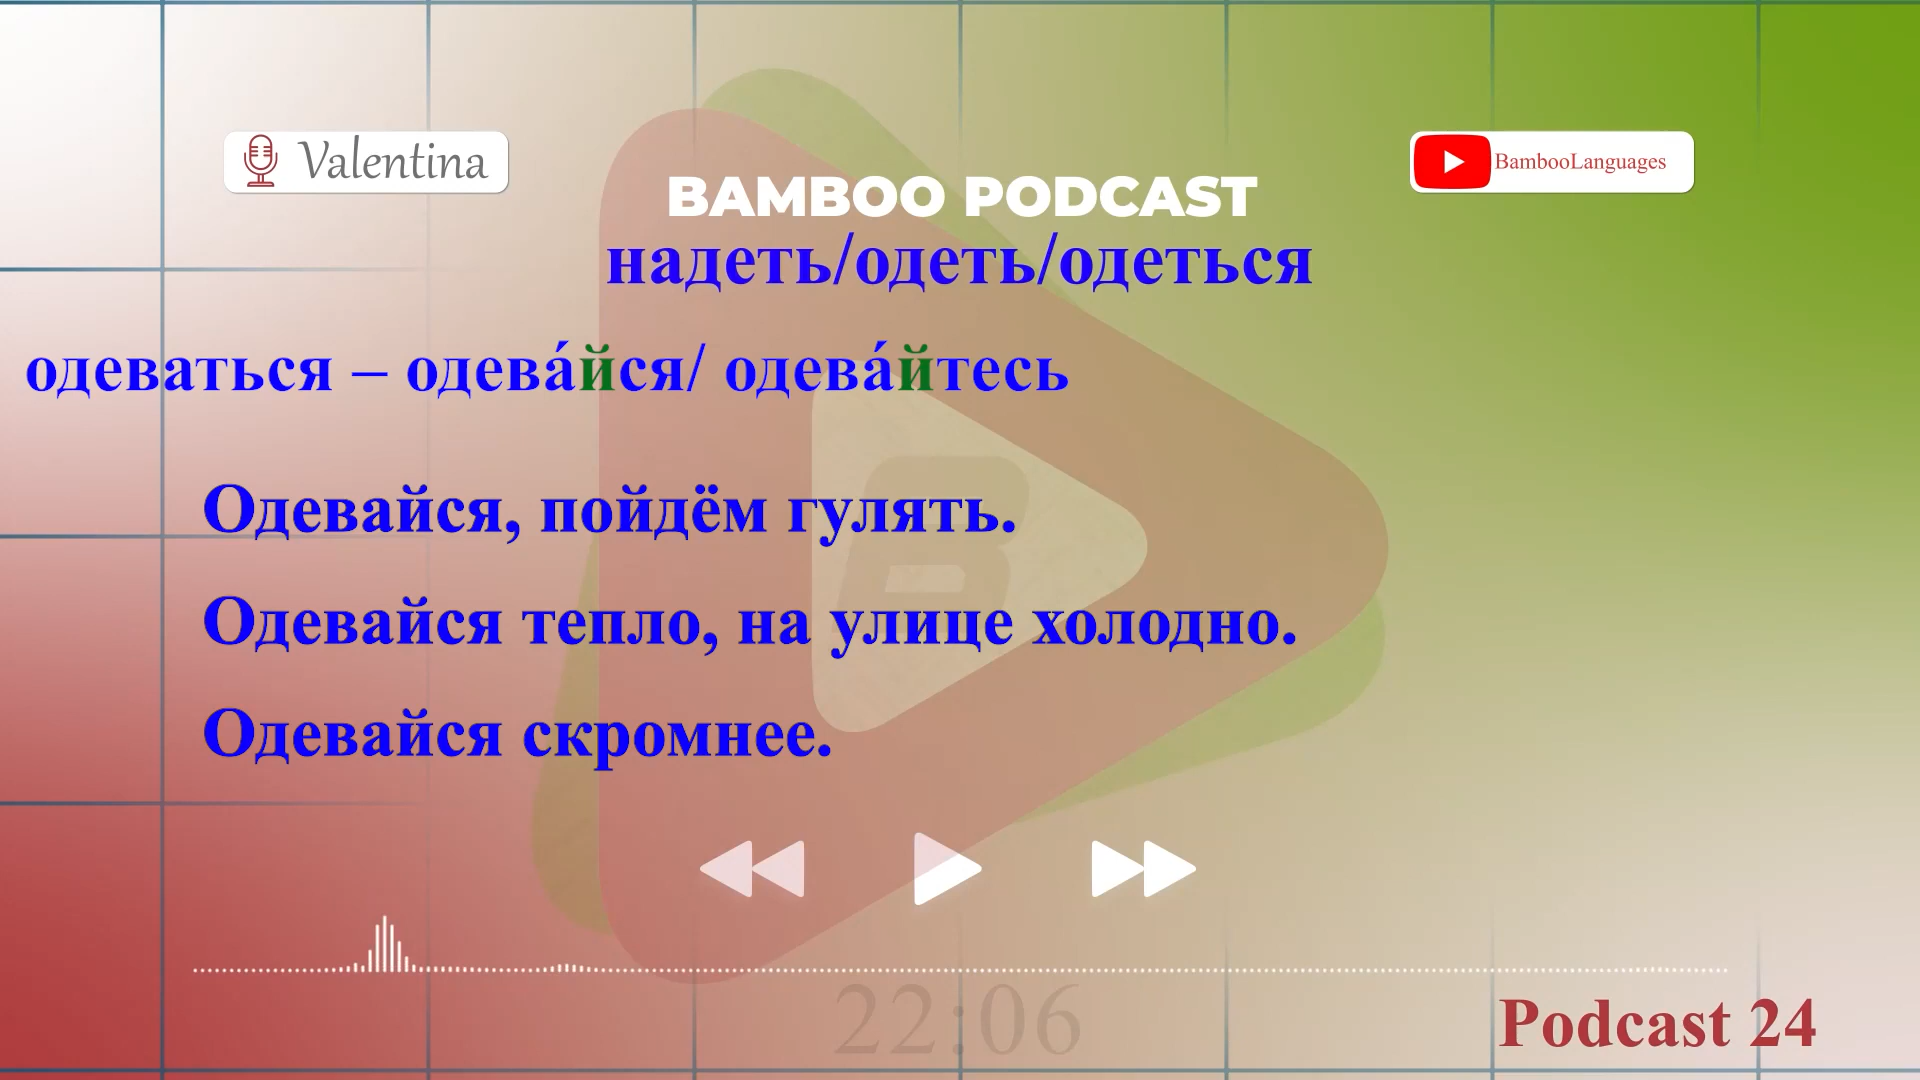 Valentina
BambooLanguages
BAMBOO PODCAST
надеть/одеть/одеться
одеваться – одева́йся/ одева́йтесь
Одевайся, пойдём гулять.
Одевайся тепло, на улице холодно.
Одевайся скромнее.
22:06
Podcast 24